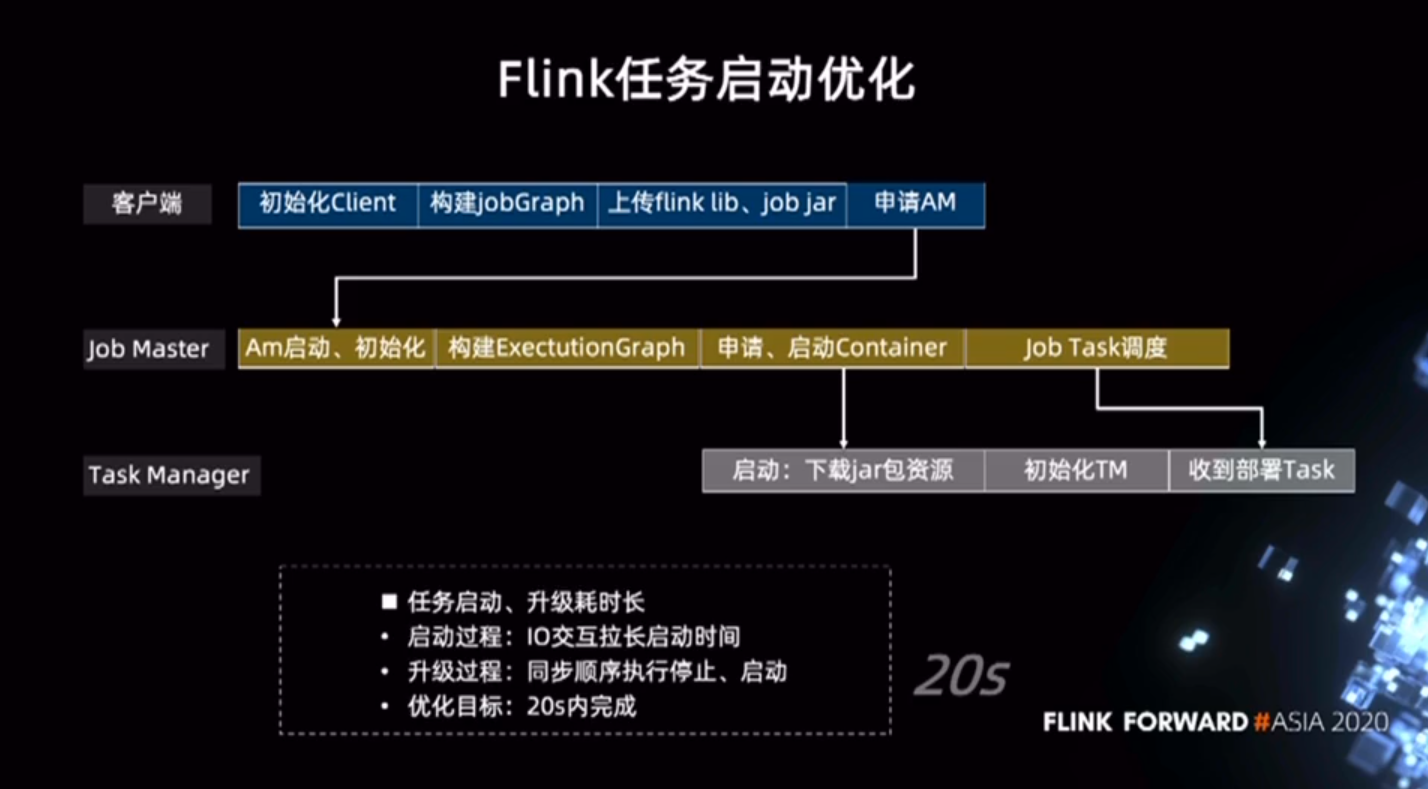 Flink任务启动优化
客户端 初始化Client 构建jobGraph 上传flink lib、job jar 申请AM
Job Master Am启动、初始化 构建ExectutionGraph 申请、启动Container Job Task调度
Task Manager 启动：下载jar包资源 初始化TM 收到部署Task
■ 任务启动、升级耗时长
• 启动过程：IO交互拉长启动时间
• 升级过程：同步顺序执行停止、启动
• 优化目标：20s内完成
20s
FLINK FORWARD #ASIA 2020